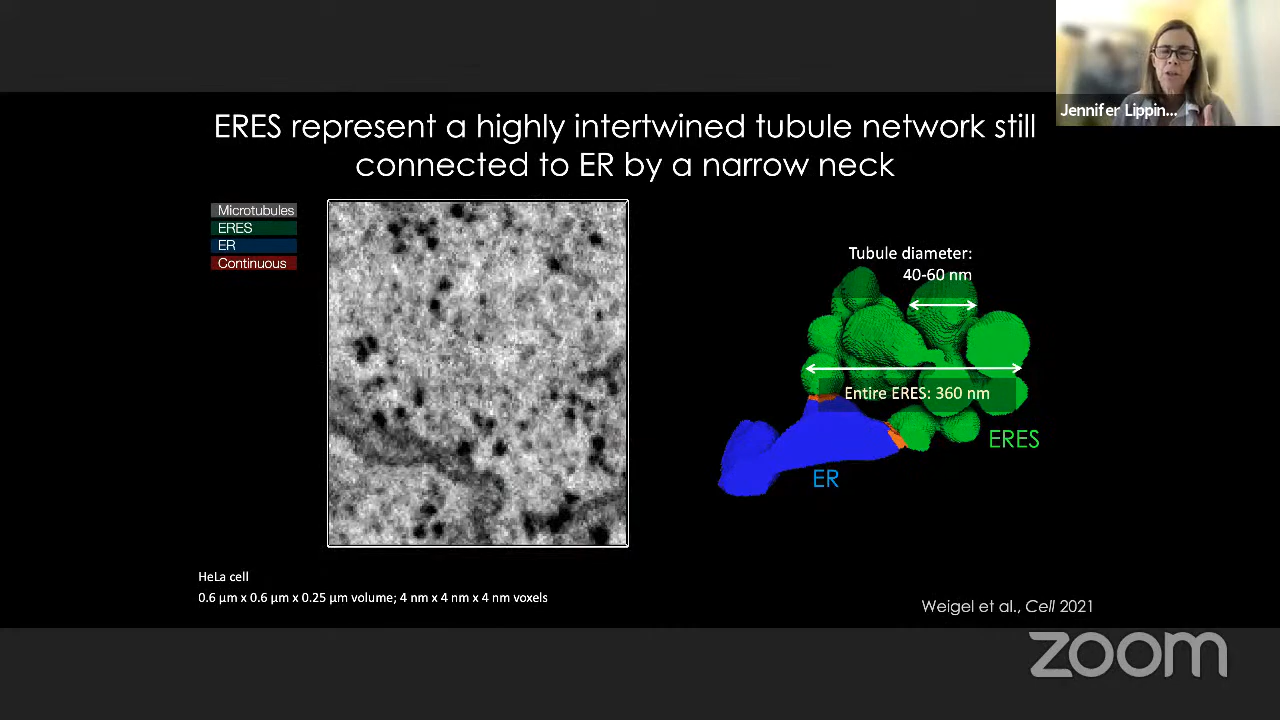 Jennifer Lippin...
ERES represent a highly intertwined tubule network still
connected to ER by a narrow neck
Microtubules
ERES
ER
Continuous
Tubule diameter:
40-60 nm
Entire ERES: 360 nm
ERES
ER
HeLa cell
0.6 µm x 0.6 µm x 0.25 µm volume; 4 nm x 4 nm x 4 nm voxels
Weigel et al., Cell 2021
zoom